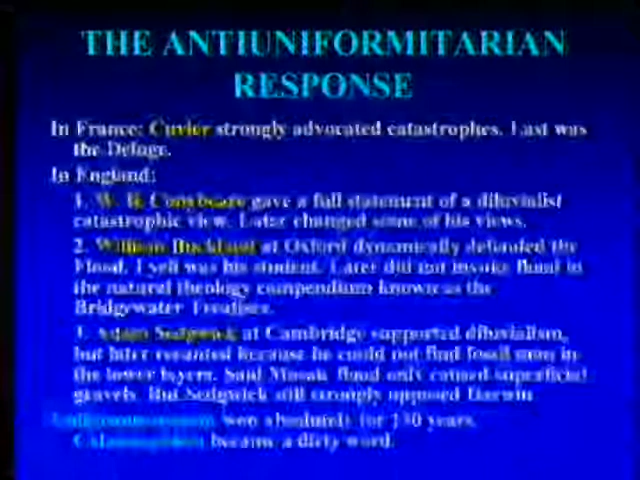 THE ANTIUNIFORMITARIAN
RESPONSE
In France: Cuvier strongly advocated catastrophes. Last was
the Deluge.
In England:
1. W. D. Conybeare gave a full statement of a diluvialist
catastrophic view. Later changed some of his views.
2. William Buckland at Oxford dynamically defended the
Flood. Lyell was his student. Later did not invoke flood in
the natural theology compendium known as the
Bridgewater Treatises.
3. Adam Sedgwick at Cambridge supported diluvialism,
but later recanted because he could not find fossil man in
the lower layers. Said Mosaic flood only caused superficial
gravels. But Sedgwick still strongly opposed Darwin
won absolutely for 130 years.
Catastrophism became a dirty word.